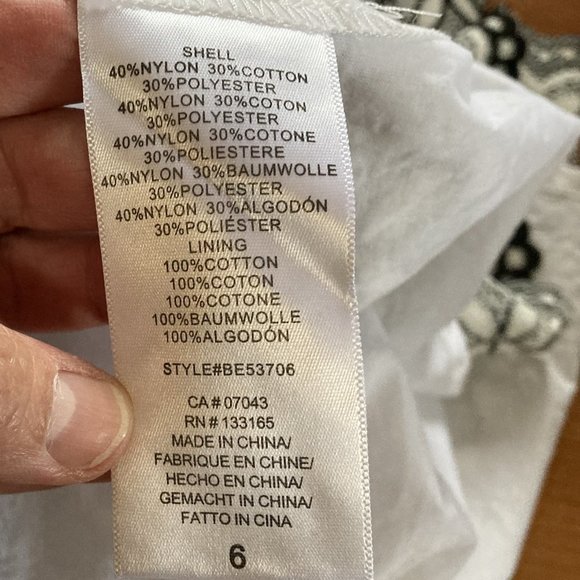 SHELL
40%NYLON 30%COTTON
30%POLYESTER
40%NYLON 30%COTON
30%POLYESTER
40%NYLON 30%COTONE
30%POLIESTERE
40%NYLON 30%BAUMWOLLE
30%POLYESTER
40%NYLON 30%ALGODÓN
30%POLIÉSTER
LINING
100%COTTON
100%COTON
100%COTONE
100%BAUMWOLLE
100%ALGODÓN
STYLE#BE53706
CA # 07043
RN # 133165
MADE IN CHINA/
FABRIQUE EN CHINE/
HECHO EN CHINA/
GEMACHT IN CHINA/
FATTO IN CINA
6